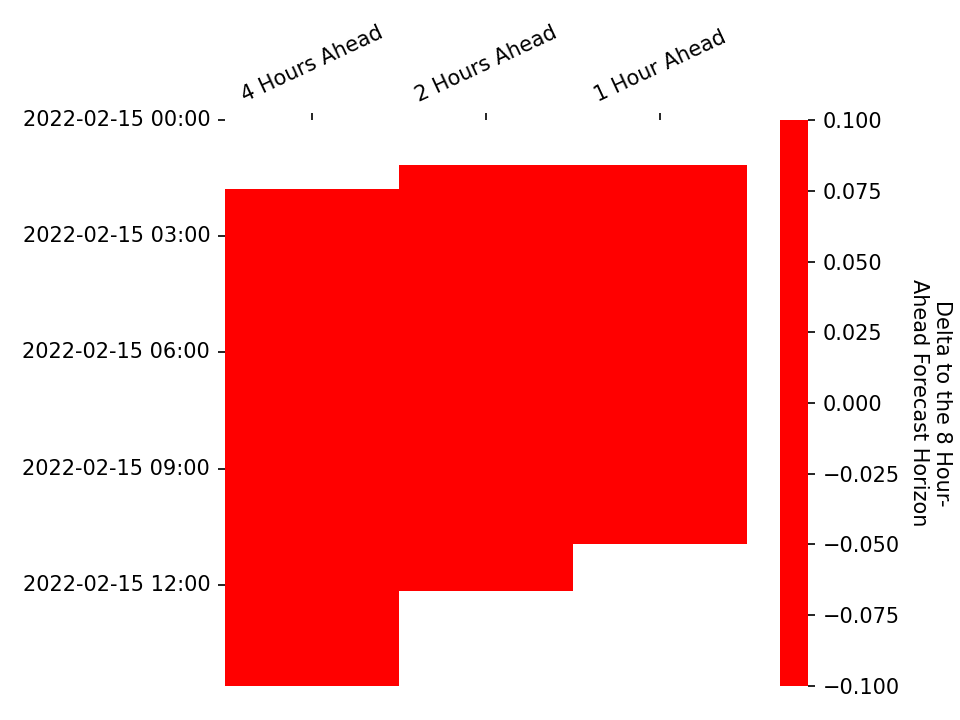 4 Hours Ahead
2 Hours Ahead
1 Hour Ahead
2022-02-15 00:00
2022-02-15 03:00
2022-02-15 06:00
2022-02-15 09:00
2022-02-15 12:00
0.100
0.075
0.050
0.025
0.000
−0.025
−0.050
−0.075
−0.100
Delta to the 8 Hour-
Ahead Forecast Horizon